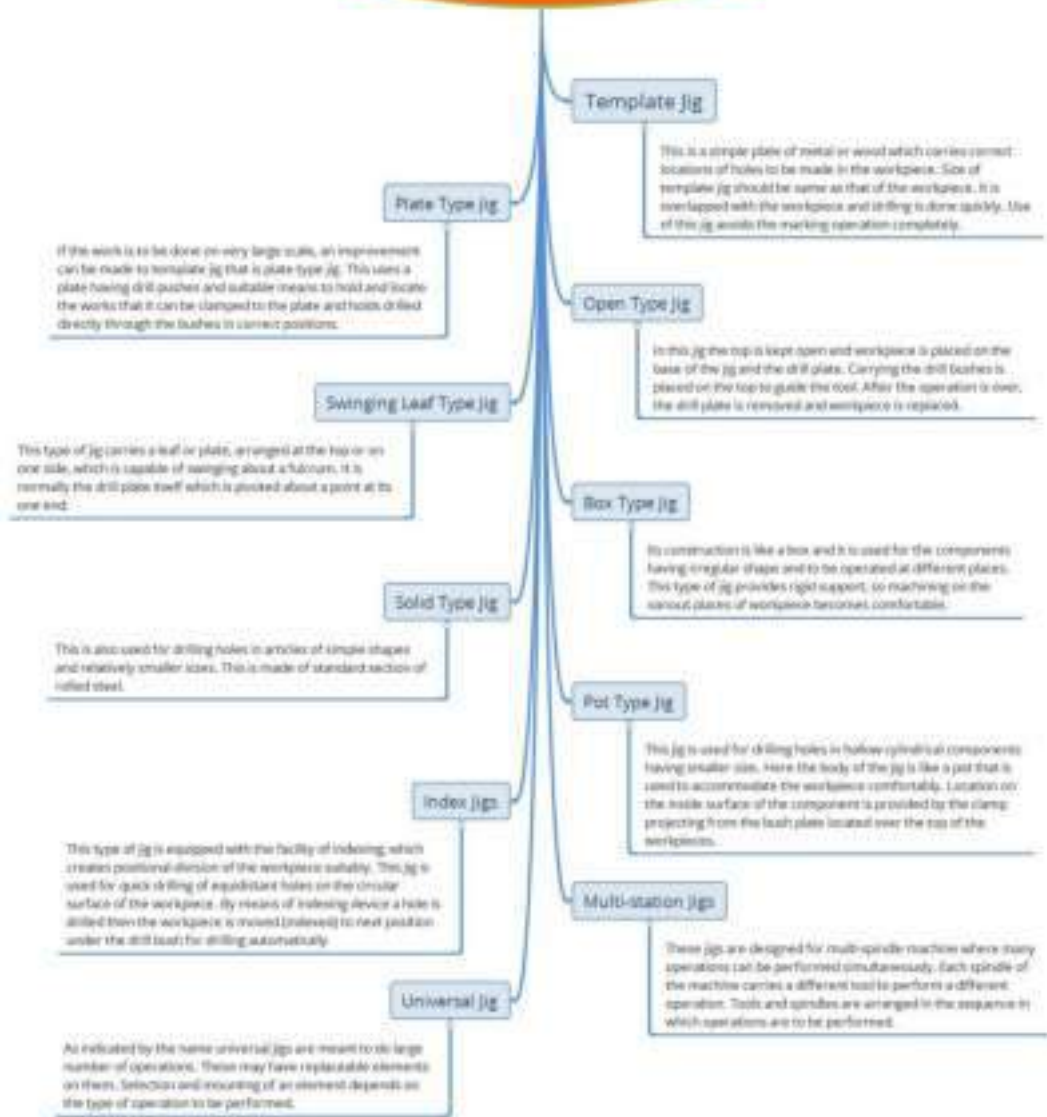 Template Jig
This is a simple plate of metal or wood which carries correct
locations of holes to be made in the workpiece. Size of
template jig should be same as that of the workpiece. It is
overlapped with the workpiece and drilling is done quickly. Use
of this jig avoids the marking operation completely.
Plate Type Jig
If the work is to be done on very large scale, an improvement
can be made to template jig that is plate type jig. This uses a
plate having drill pushes and suitable means to hold and locate
the works that it can be clamped to the plate and holds drilled
directly through the bushes in correct positions.
Open Type Jig
In this jig the top is kept open and workpiece is placed on the
base of the jig and the drill plate. Carrying the drill bushes is
placed on the top to guide the tool. After the operation is over,
the drill plate is removed and workpiece is replaced.
Swinging Leaf Type Jig
This type of jig carries a leaf or plate, arranged at the top or on
one side, which is capable of swinging about a fulcrum. It is
normally the drill plate itself which is pivoted about a point at its
one end.
Box Type Jig
Its construction is like a box and it is used for the components
having irregular shape and to be operated at different places.
This type of jig provides rigid support, so machining on the
various places of workpiece becomes comfortable.
Solid Type Jig
This is also used for drilling holes in articles of simple shapes
and relatively smaller sizes. This is made of standard section of
rolled steel.
Pot Type Jig
This jig is used for drilling holes in hollow cylindrical components
having smaller size. Here the body of the jig is like a pot that is
used to accommodate the workpiece comfortably. Location on
the inside surface of the component is provided by the clamp
projecting from the bush plate located over the top of the
workpieces.
Index Jigs
This type of jig is equipped with the facility of indexing, which
creates positional division of the workpiece suitably. This jig is
used for quick drilling of equidistant holes on the circular
surface of the workpiece. By means of indexing device a hole is
drilled then the workpiece is moved (indexed) to next position
under the drill bush for drilling automatically.
Multi-station Jigs
These jigs are designed for multi-spindle machine where many
operations can be performed simultaneously. Each spindle of
the machine carries a different tool to perform a different
operation. Tools and spindles are arranged in the sequence in
which operations are to be performed.
Universal Jig
As indicated by the name universal jigs are meant to do large
number of operations. These may have replaceable elements
on them. Selection and mounting of an element depends on
the type of operation to be performed.